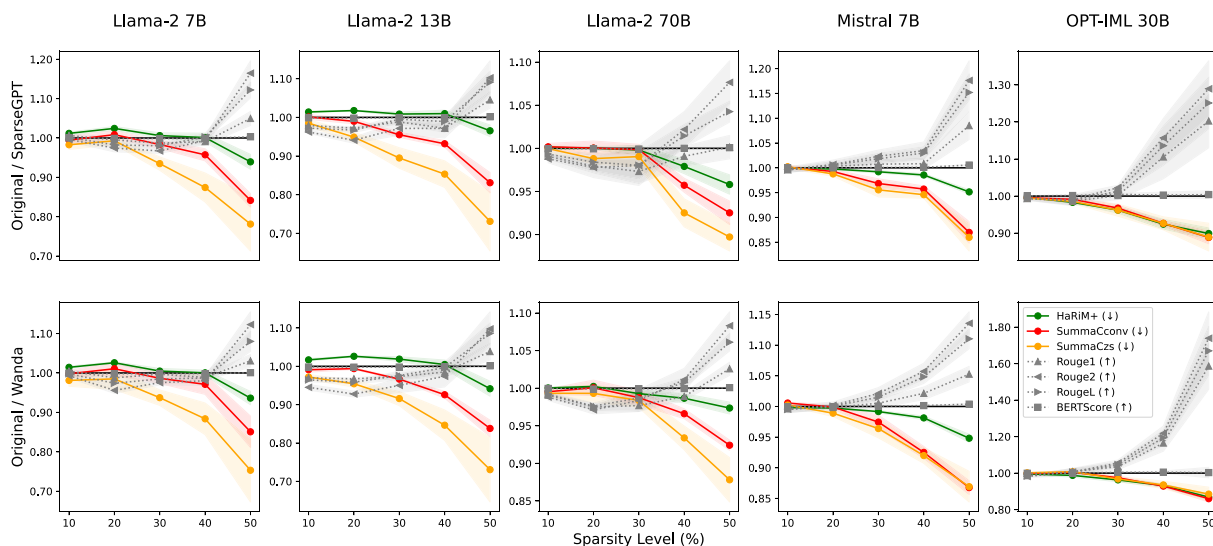 Llama-2 7B
Llama-2 13B
Llama-2 70B
Mistral 7B
OPT-IML 30B
Original / SparseGPT
1.20
1.10
1.00
0.90
0.80
0.70
1.10
1.00
0.90
0.80
0.70
1.10
1.05
1.00
0.95
0.90
1.20
1.15
1.10
1.05
1.00
0.95
0.90
0.85
1.30
1.20
1.10
1.00
0.90
Original / Wanda
1.10
1.00
0.90
0.80
0.70
1.10
1.00
0.90
0.80
0.70
1.10
1.05
1.00
0.95
0.90
0.85
1.15
1.10
1.05
1.00
0.95
0.90
0.85
1.80
1.60
1.40
1.20
1.00
0.80
HaRiM+ (↓)
SummaCconv (↓)
SummaCzs (↓)
Rouge1 (↑)
Rouge2 (↑)
RougeL (↑)
BERTScore (↑)
10 20 30 40 50
10 20 30 40 50
10 20 30 40 50
10 20 30 40 50
10 20 30 40 50
Sparsity Level (%)